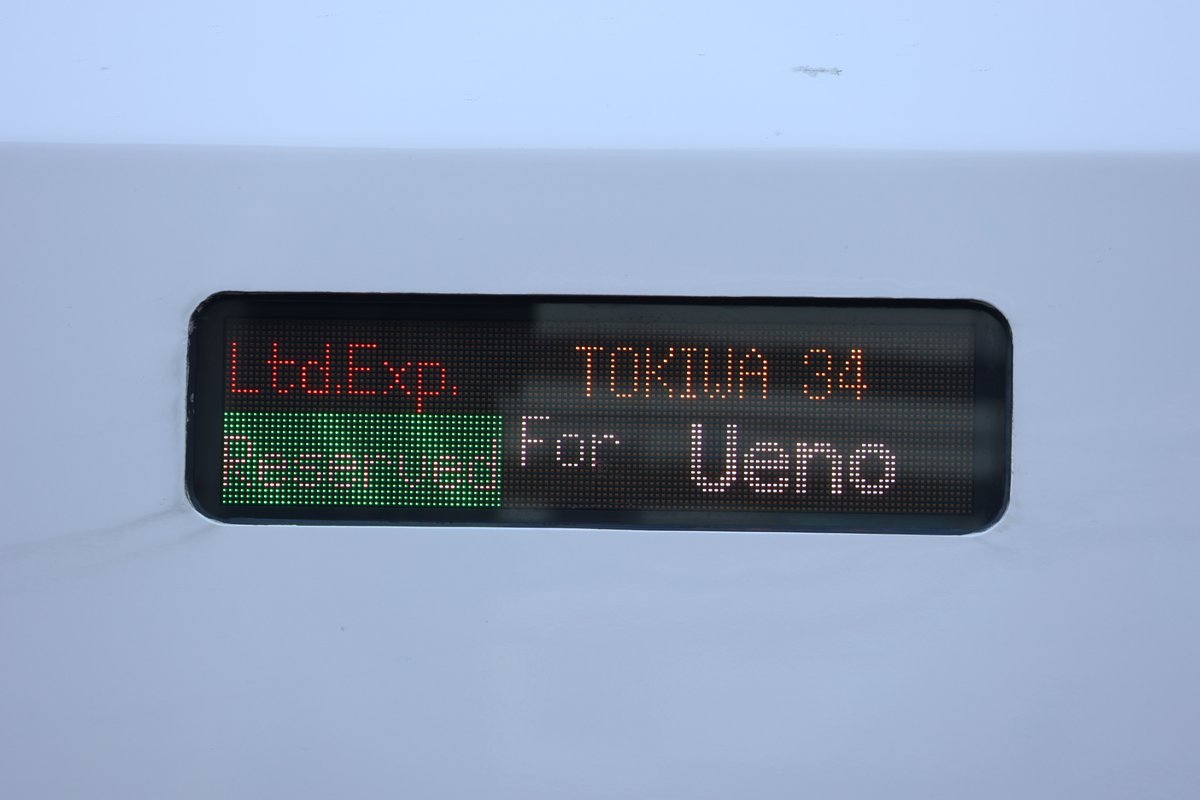 Ltd.Exp. TOKIWA 34
Reserved For Ueno